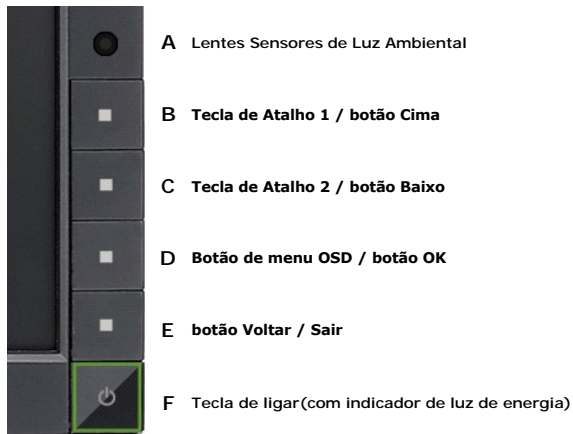 A Lentes Sensores de Luz Ambiental
B Tecla de Atalho 1 / botão Cima
C Tecla de Atalho 2 / botão Baixo
D Botão de menu OSD / botão OK
E botão Voltar / Sair
F Tecla de ligar(com indicador de luz de energia)